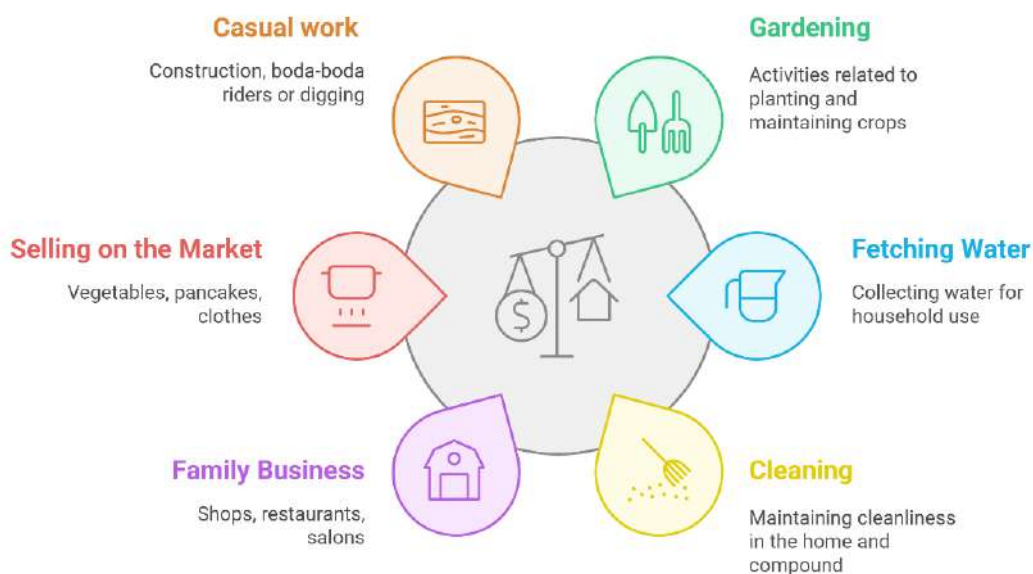 Casual work
Construction, boda-boda
riders or digging
Gardening
Activities related to
planting and
maintaining crops
Selling on the Market
Vegetables, pancakes,
clothes
$
Fetching Water
Collecting water for
household use
Family Business
Shops, restaurants,
salons
Cleaning
Maintaining cleanliness
in the home and
compound